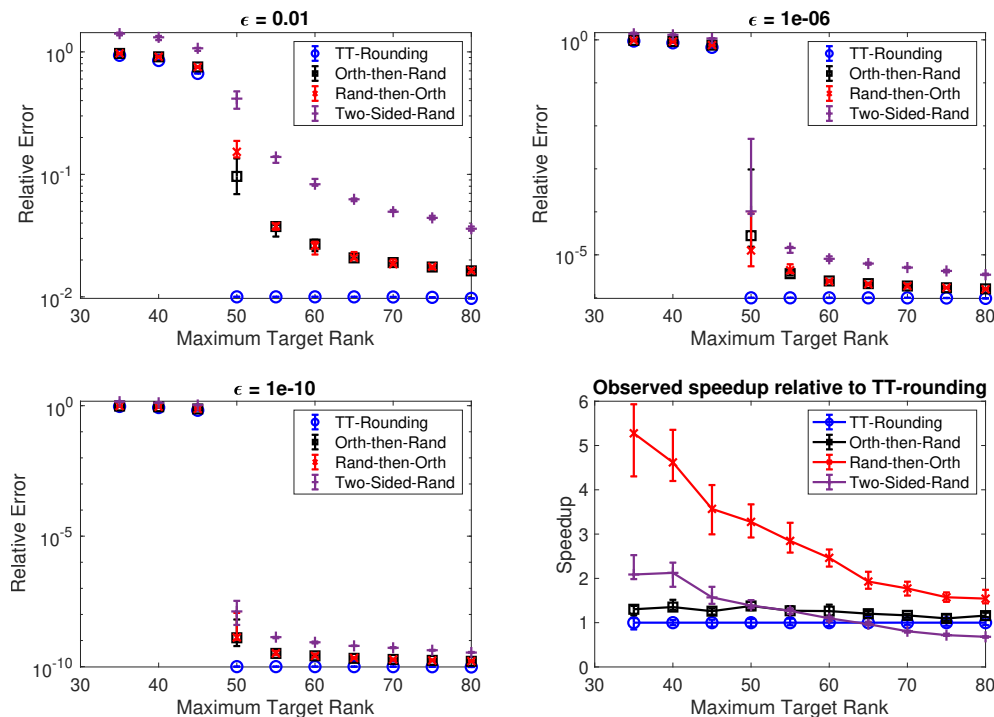 ϵ = 0.01
10^0
10^-1
10^-2
Relative Error
TT-Rounding
Orth-then-Rand
Rand-then-Orth
Two-Sided-Rand
30 40 50 60 70 80
Maximum Target Rank
ϵ = 1e-06
10^0
10^-5
Relative Error
TT-Rounding
Orth-then-Rand
Rand-then-Orth
Two-Sided-Rand
30 40 50 60 70 80
Maximum Target Rank
ϵ = 1e-10
10^0
10^-5
10^-10
Relative Error
TT-Rounding
Orth-then-Rand
Rand-then-Orth
Two-Sided-Rand
30 40 50 60 70 80
Maximum Target Rank
Observed speedup relative to TT-rounding
6
5
4
3
2
1
0
Speedup
TT-Rounding
Orth-then-Rand
Rand-then-Orth
Two-Sided-Rand
30 40 50 60 70 80
Maximum Target Rank